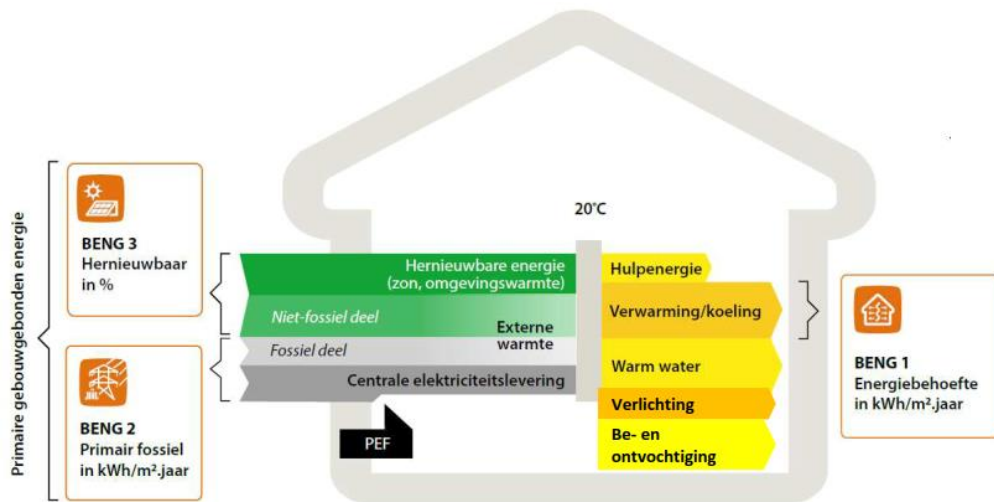 Primaire gebouwgebonden energie
BENG 3
Hernieuwbaar
in %
BENG 2
Primair fossiel
in kWh/m².jaar
20°C
Hernieuwbare energie
(zon, omgevingswarmte)
Niet-fossiel deel
Externe
warmte
Fossiel deel
Centrale elektriciteitslevering
PEF
Hulpenergie
Verwarming/koeling
Warm water
Verlichting
Be- en
ontvochtiging
BENG 1
Energiebehoefte
in kWh/m².jaar